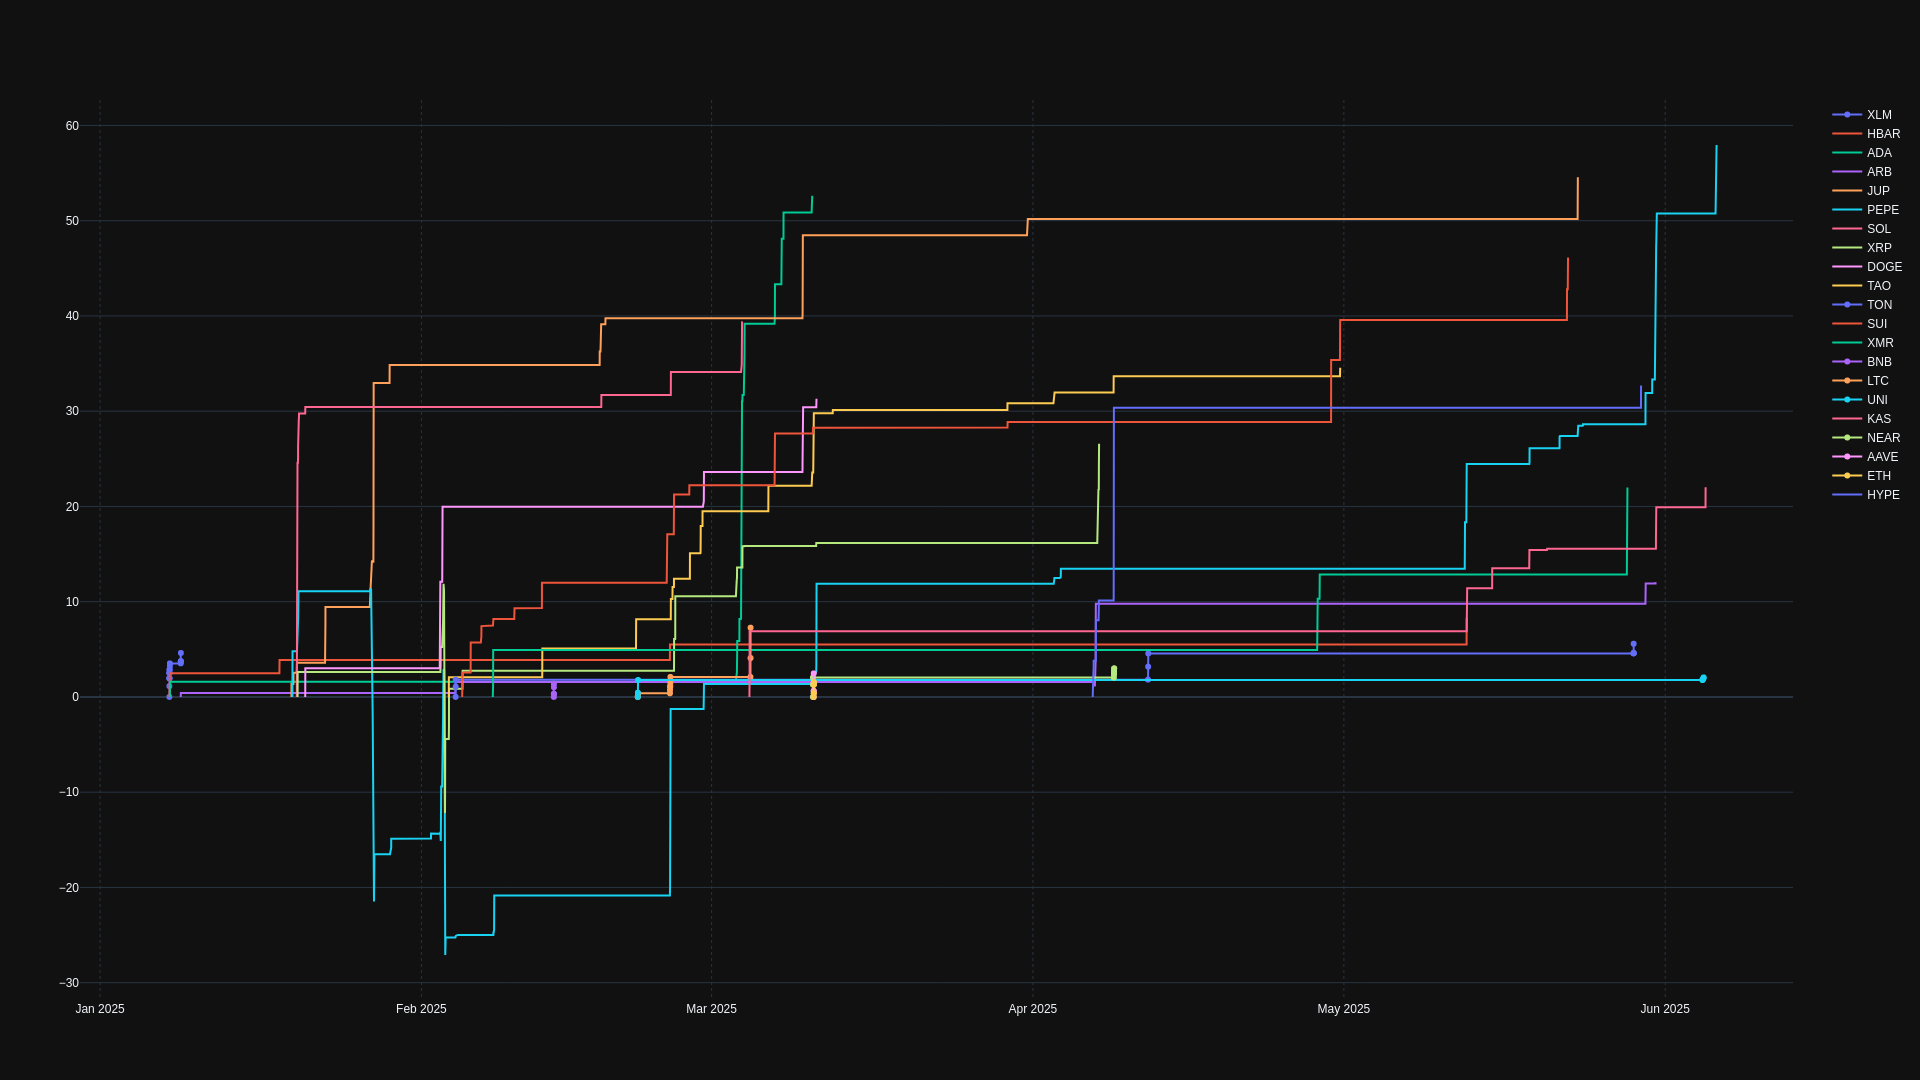 60
50
40
30
20
10
0
−10
−20
−30
Jan 2025
Feb 2025
Mar 2025
Apr 2025
May 2025
Jun 2025
XLM
HBAR
ADA
ARB
JUP
PEPE
SOL
XRP
DOGE
TAO
TON
SUI
XMR
BNB
LTC
UNI
KAS
NEAR
AAVE
ETH
HYPE